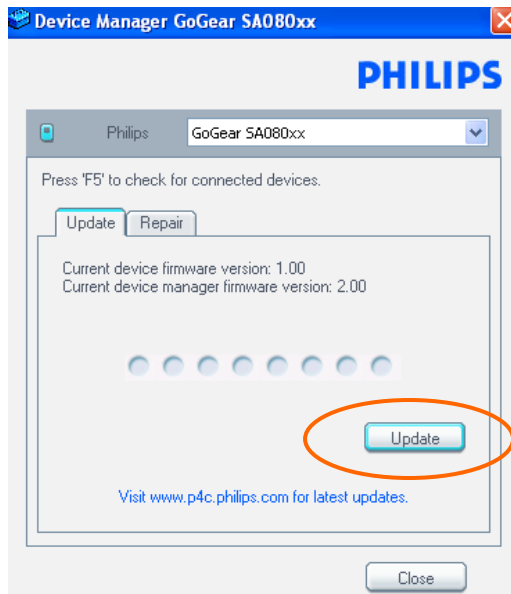 Device Manager GoGear SA080xx
PHILIPS
Philips GoGear SA080xx
Press 'F5' to check for connected devices.
Update Repair
Current device firmware version: 1.00
Current device manager firmware version: 2.00
Update
Visit www.p4c.philips.com for latest updates.
Close